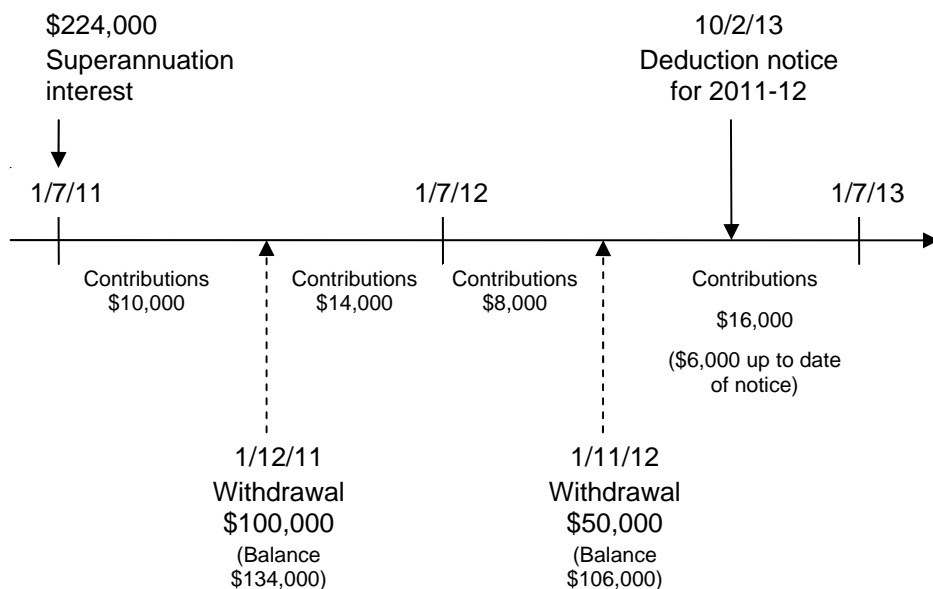 $224,000
Superannuation
interest
10/2/13
Deduction notice
for 2011-12
1/7/11
1/7/12
1/7/13
Contributions
$10,000
Contributions
$14,000
Contributions
$8,000
Contributions
$16,000
($6,000 up to date
of notice)
1/12/11
Withdrawal
$100,000
(Balance
$134,000)
1/11/12
Withdrawal
$50,000
(Balance
$106,000)